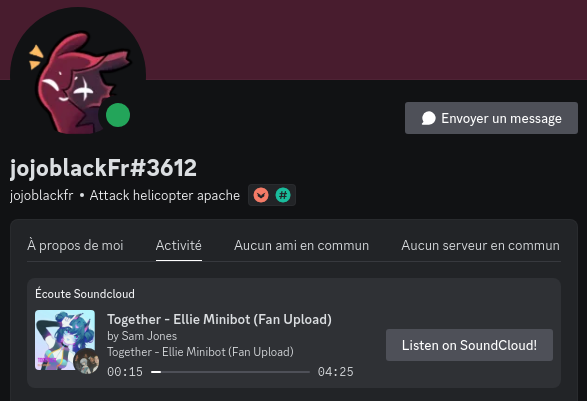 Envoyer un message
jojoblackFr#3612
jojoblackfr • Attack helicopter apache #
À propos de moi Activité Aucun ami en commun Aucun serveur en commun
Écoute Soundcloud
Together - Ellie Minibot (Fan Upload)
by Sam Jones
Together - Ellie Minibot (Fan Upload)
Listen on SoundCloud!
00:15 04:25